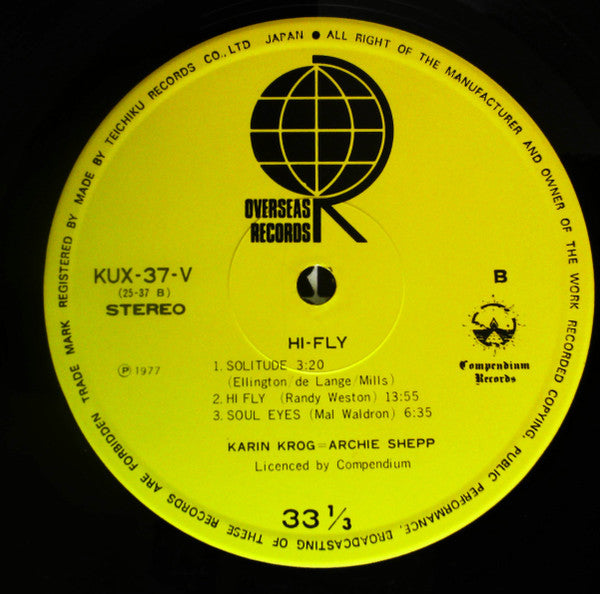 MADE BY TEICHIKU RECORDS CO., LTD JAPAN ● ALL RIGHT OF THE MANUFACTURER AND OWNER OF THE WORK RECORDED COPYING, PUBLIC PERFORMANCE, BROADCASTING OF THESE RECORDS ARE FORBIDDEN TRADE MARK REGISTERED BY
OVERSEAS
RECORDS
R
KUX-37-V
(25-37 B)
STEREO
B
Compendium
Records
HI-FLY
℗ 1977
1. SOLITUDE 3:20
(Ellington/de Lange/Mills)
2. HI FLY (Randy Weston) 13:55
3. SOUL EYES (Mal Waldron) 6:35
KARIN KROG=ARCHIE SHEPP
Licenced by Compendium
33 1/3